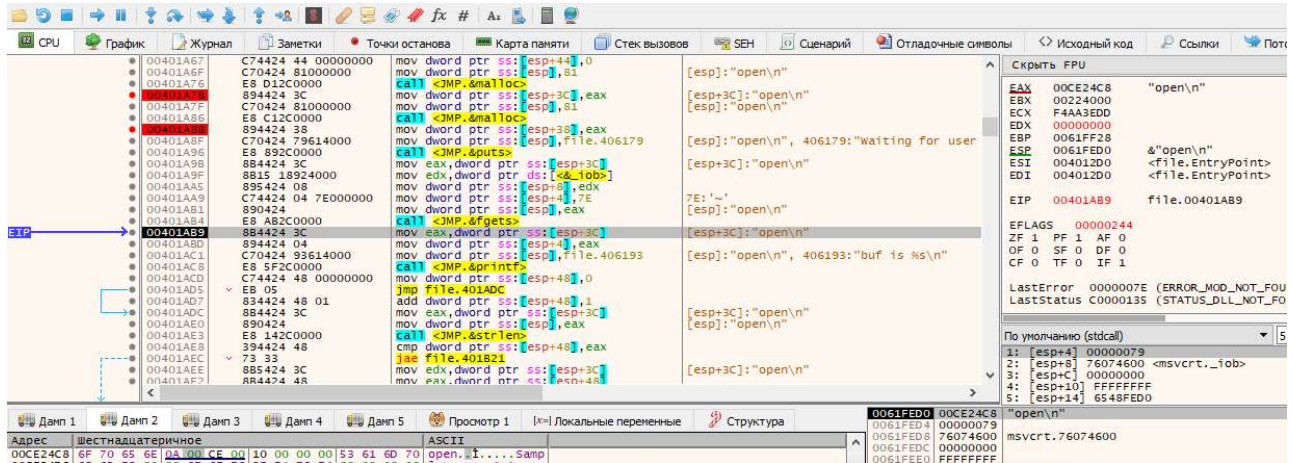 fx # A₂
CPU График Журнал Заметки Точки останова Карта памяти Стек вызовов SEH Сценарий Отладочные символы Исходный код Ссылки Пото
00401A67 C74424 44 00000000 mov dword ptr ss:[esp+44],0
00401A6F C70424 81000000 mov dword ptr ss:[esp],81 [esp]:"open\n"
00401A76 E8 D12C0000 call <JMP.&malloc>
00401A7B 894424 3C mov dword ptr ss:[esp+3C],eax [esp+3C]:"open\n"
00401A7F C70424 81000000 mov dword ptr ss:[esp],81 [esp]:"open\n"
00401A86 E8 C12C0000 call <JMP.&malloc>
00401A8B 894424 38 mov dword ptr ss:[esp+38],eax
00401A8F C70424 79614000 mov dword ptr ss:[esp],file.406179 [esp]:"open\n", 406179:"Waiting for user
00401A96 E8 892C0000 call <JMP.&puts>
00401A9B 8B4424 3C mov eax,dword ptr ss:[esp+3C] [esp+3C]:"open\n"
00401A9F 8B15 18924000 mov edx,dword ptr ds:[<&_iob>]
00401AA5 895424 08 mov dword ptr ss:[esp+8],edx
00401AA9 C74424 04 7E000000 mov dword ptr ss:[esp+4],7E 7E:'~'
00401AB1 890424 mov dword ptr ss:[esp],eax [esp]:"open\n"
00401AB4 E8 AB2C0000 call <JMP.&fgets>
EIP 00401AB9 8B4424 3C mov eax,dword ptr ss:[esp+3C] [esp+3C]:"open\n"
00401ABD 894424 04 mov dword ptr ss:[esp+4],eax
00401AC1 C70424 93614000 mov dword ptr ss:[esp],file.406193 [esp]:"open\n", 406193:"buf is %s\n"
00401AC8 E8 5F2C0000 call <JMP.&printf>
00401ACD C74424 48 00000000 mov dword ptr ss:[esp+48],0
00401AD5 EB 05 jmp file.401ADC
00401AD7 834424 48 01 add dword ptr ss:[esp+48],1
00401ADC 8B4424 3C mov eax,dword ptr ss:[esp+3C] [esp+3C]:"open\n"
00401AE0 890424 mov dword ptr ss:[esp],eax [esp]:"open\n"
00401AE3 E8 142C0000 call <JMP.&strlen>
00401AE8 394424 48 cmp dword ptr ss:[esp+48],eax
00401AEC 73 33 jae file.401B21
00401AEE 8B5424 3C mov edx,dword ptr ss:[esp+3C] [esp+3C]:"open\n"
00401AF2 8B4424 48 mov eax,dword ptr ss:[esp+48]
Скрыть FPU
EAX 00CE24C8 "open\n"
EBX 00224000
ECX F4AA3EDD
EDX 00000000
EBP 0061FF28
ESP 0061FED0 &"open\n"
ESI 004012D0 <file.EntryPoint>
EDI 004012D0 <file.EntryPoint>
EIP 00401AB9 file.00401AB9
EFLAGS 00000244
ZF 1 PF 1 AF 0
OF 0 SF 0 DF 0
CF 0 TF 0 IF 1
LastError 0000007E (ERROR_MOD_NOT_FOU
LastStatus C0000135 (STATUS_DLL_NOT_FO
По умолчанию (stdcall) 5
1: [esp+4] 00000079
2: [esp+8] 76074600 <msvcrt._iob>
3: [esp+C] 00000000
4: [esp+10] FFFFFFFF
5: [esp+14] 6548FED0
Дамп 1 Дамп 2 Дамп 3 Дамп 4 Дамп 5 Просмотр 1 [x=] Локальные переменные Структура
Адрес Шестнадцатеричное ASCII
00CE24C8 6F 70 65 6E 0A 00 CE 00 10 00 00 00 53 61 6D 70 open..Î.....Samp
0061FED0 00CE24C8 "open\n"
0061FED4 00000079
0061FED8 76074600 msvcrt.76074600
0061FEDC 00000000
0061FEE0 FFFFFFFF